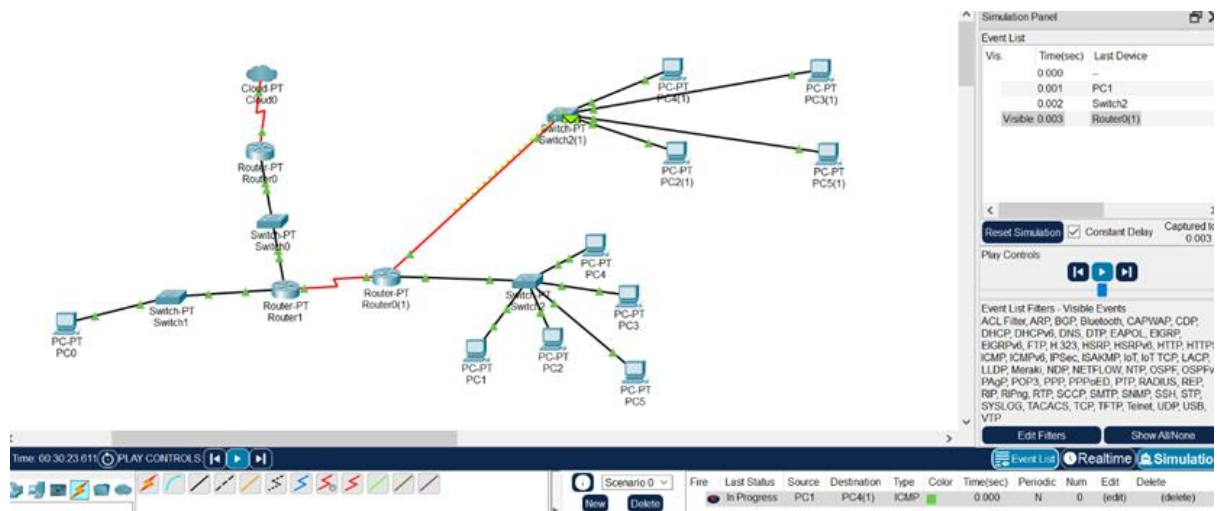 Simulation Panel
Event List
Vis. Time(sec) Last Device
0.000 --
0.001 PC1
0.002 Switch2
Visible 0.003 Router0(1)
Reset Simulation Constant Delay Captured to
0.003
Play Controls
Event List Filters - Visible Events
ACL Filter, ARP, BGP, Bluetooth, CAPWAP, CDP,
DHCP, DHCPv6, DNS, DTP, EAPOL, EIGRP,
EIGRPv6, FTP, H.323, HSRP, HSRPv6, HTTP, HTTPS
ICMP, ICMPv6, IPSec, ISAKMP, IoT, IoT TCP, LACP,
LLDP, Meraki, NDP, NETFLOW, NTP, OSPF, OSPFv
PAgP, POP3, PPP, PPPoED, PTP, RADIUS, REP,
RIP, RIPng, RTP, SCCP, SMTP, SNMP, SSH, STP,
SYSLOG, TACACS, TCP, TFTP, Telnet, UDP, USB,
VTP
Edit Filters Show All/None
Cloud-PT
Cloud0
Router-PT
Router0
Switch-PT
Switch0
Switch-PT
Switch1
Router-PT
Router1
PC-PT
PC0
Router-PT
Router0(1)
Switch-PT
Switch2
PC-PT
PC4
PC-PT
PC3
PC-PT
PC1
PC-PT
PC2
PC-PT
PC5
Switch-PT
Switch2(1)
PC-PT
PC4(1)
PC-PT
PC3(1)
PC-PT
PC2(1)
PC-PT
PC5(1)
Time: 00:30:23.611 PLAY CONTROLS:
Event List Realtime Simulatio
Scenario 0
New Delete
Fire Last Status Source Destination Type Color Time(sec) Periodic Num Edit Delete
In Progress PC1 PC4(1) ICMP 0.000 N 0 (edit) (delete)